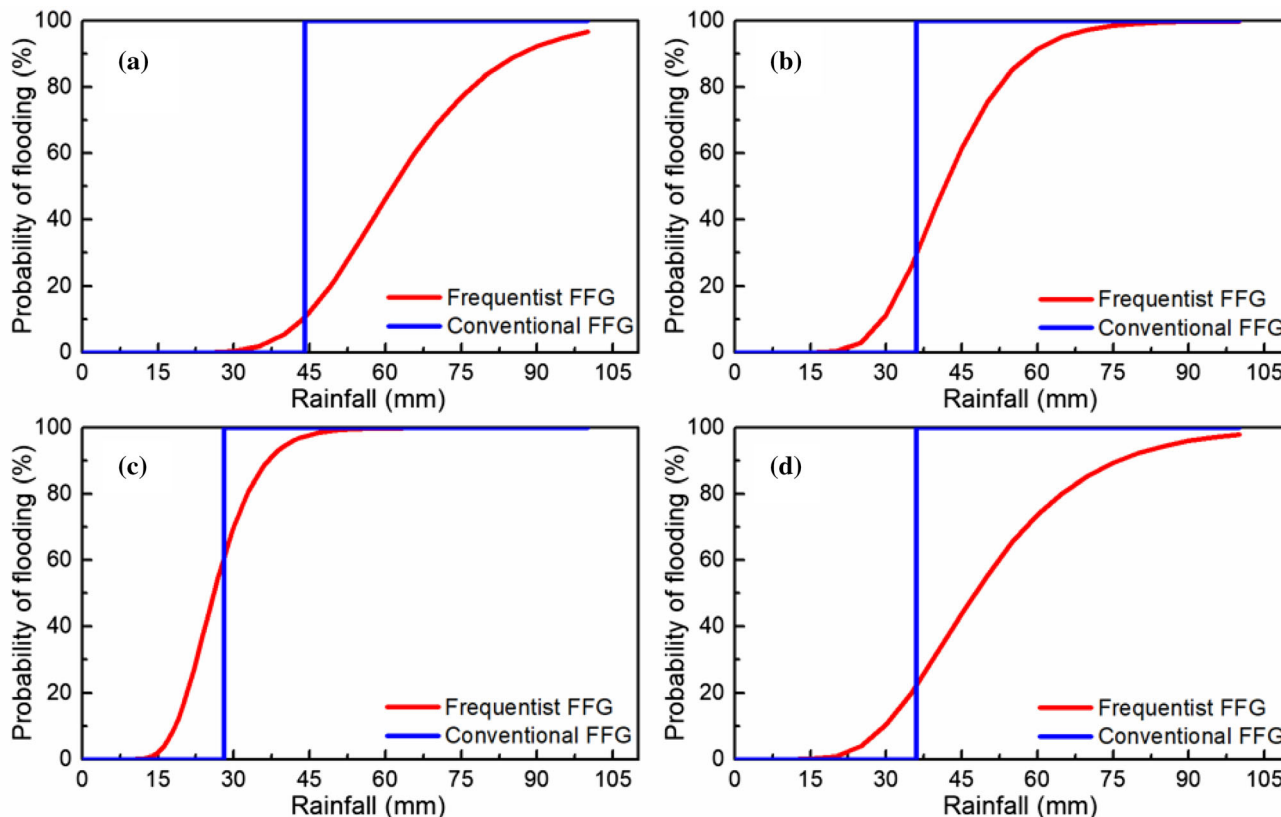 (a)
Probability of flooding (%)
100
80
60
40
20
0
Frequentist FFG
Conventional FFG
0 15 30 45 60 75 90 105
Rainfall (mm)
(b)
Probability of flooding (%)
100
80
60
40
20
0
Frequentist FFG
Conventional FFG
0 15 30 45 60 75 90 105
Rainfall (mm)
(c)
Probability of flooding (%)
100
80
60
40
20
0
Frequentist FFG
Conventional FFG
0 15 30 45 60 75 90 105
Rainfall (mm)
(d)
Probability of flooding (%)
100
80
60
40
20
0
Frequentist FFG
Conventional FFG
0 15 30 45 60 75 90 105
Rainfall (mm)